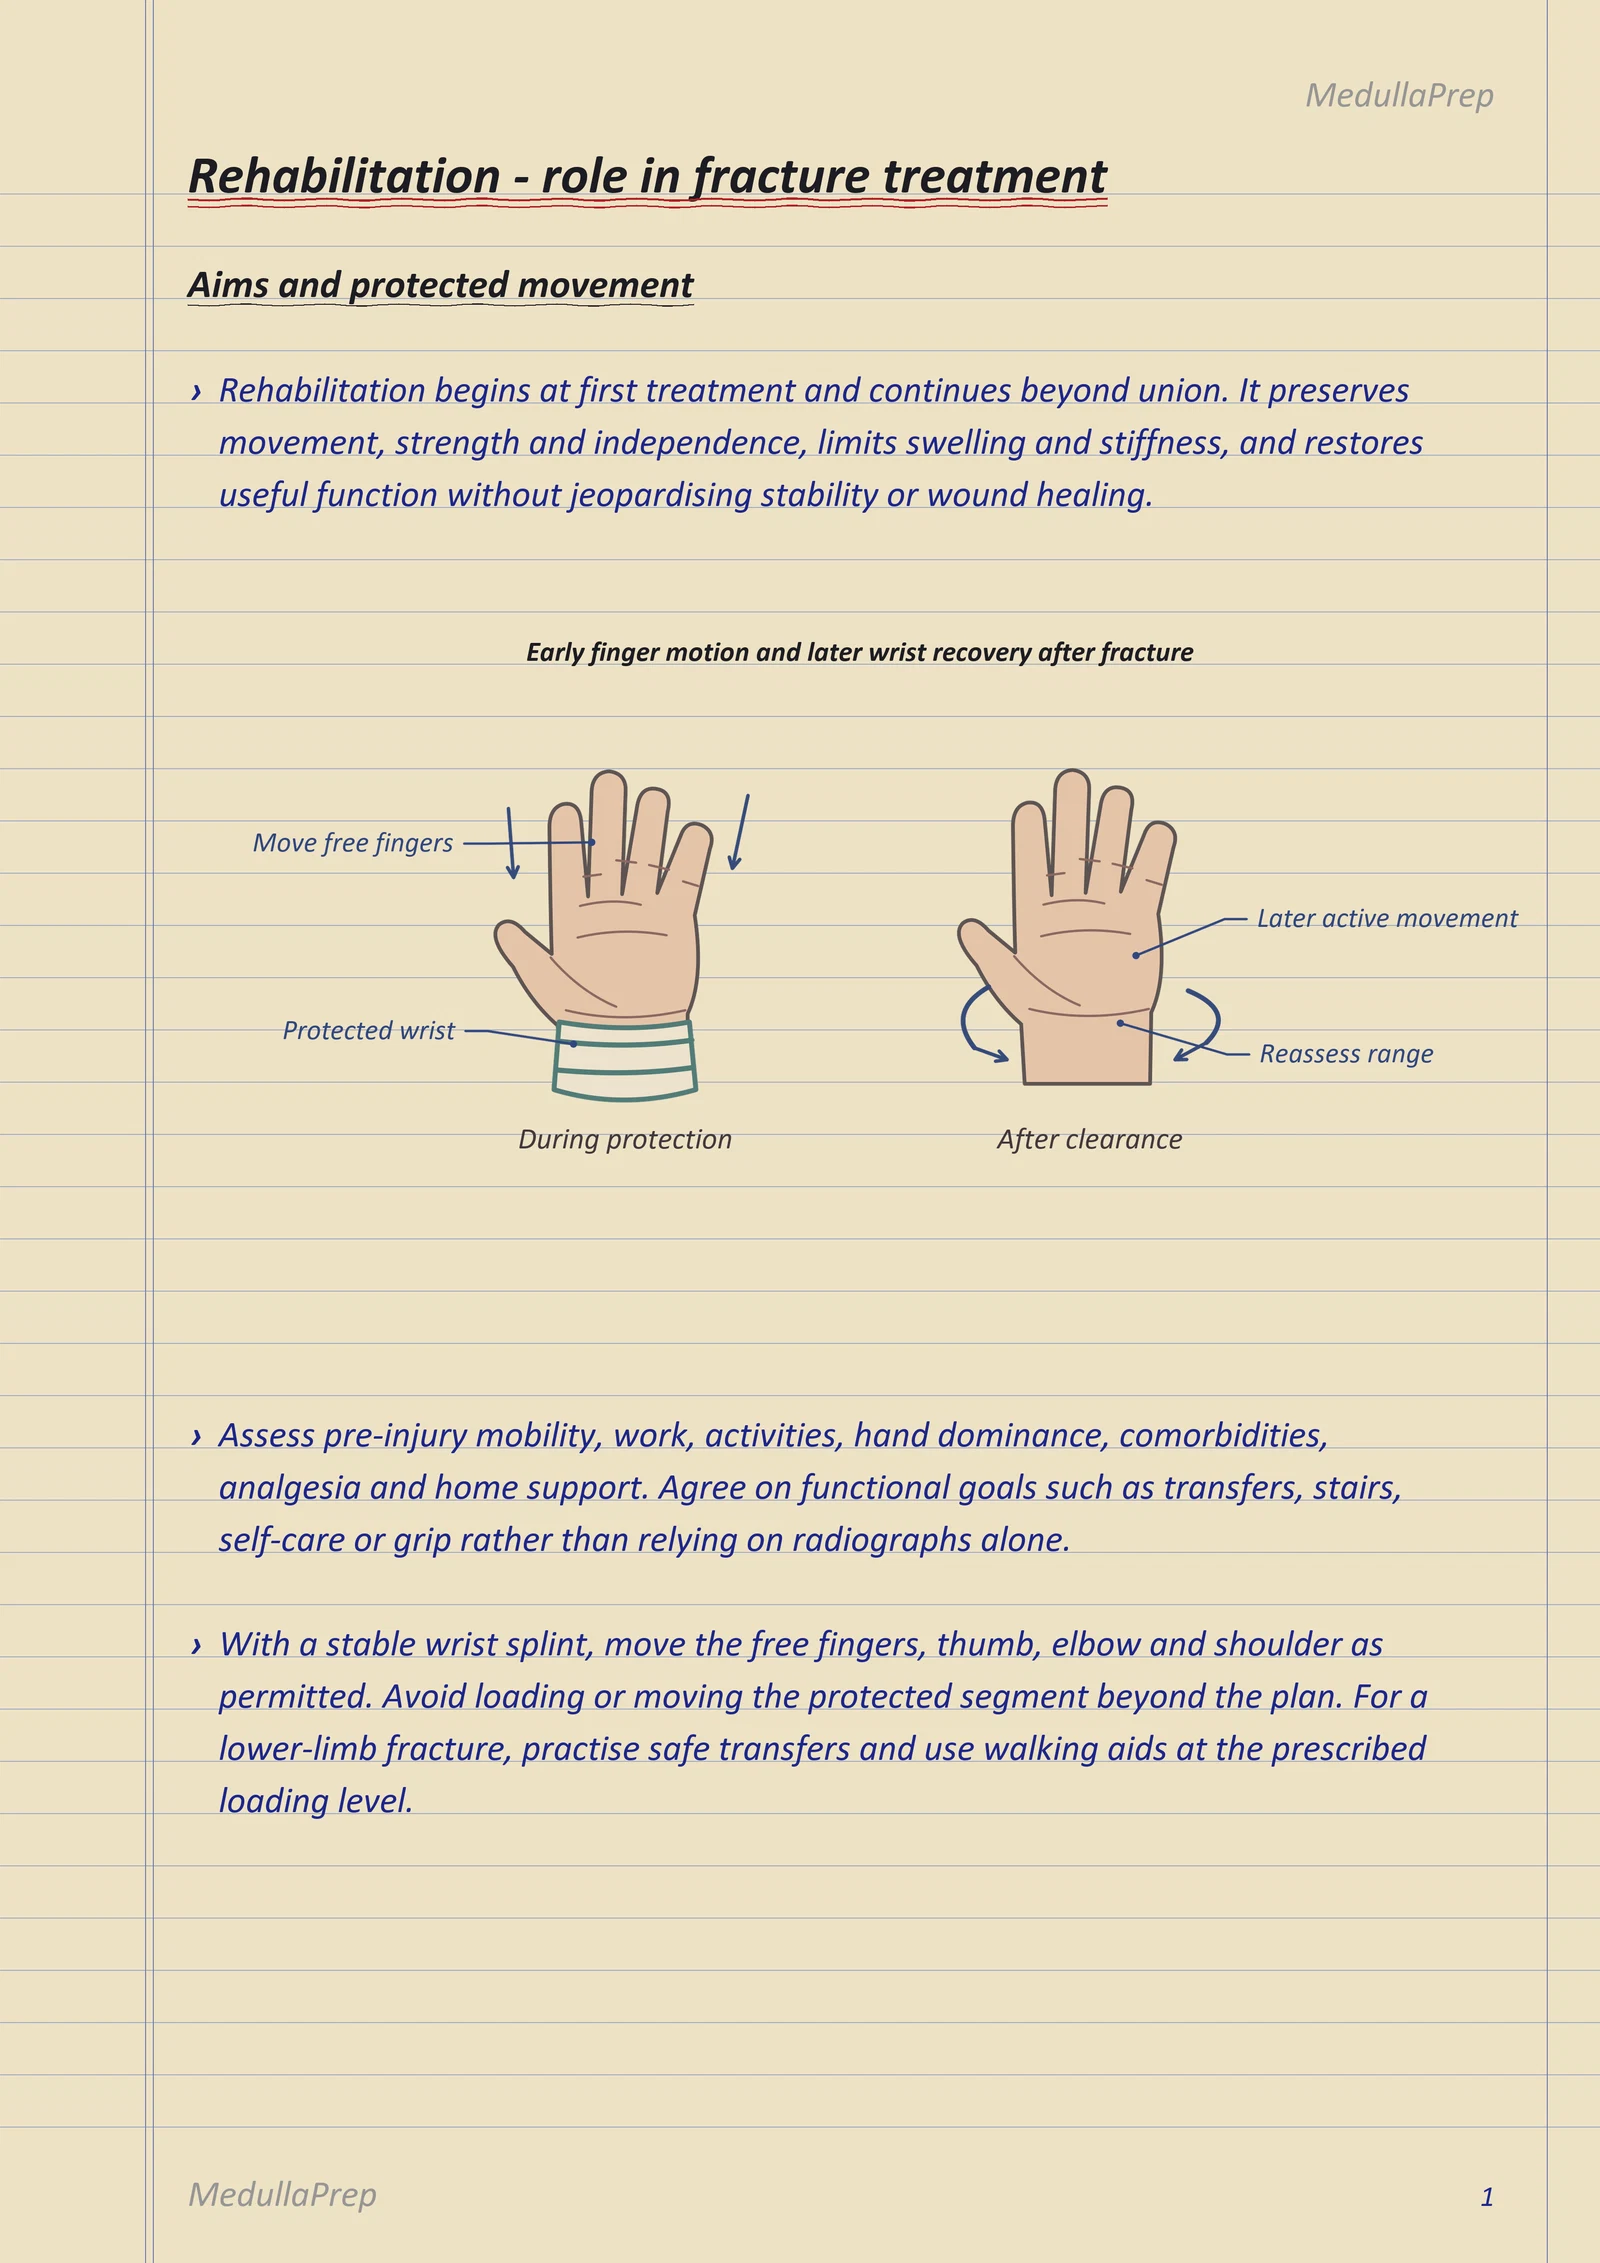 MedullaPrep
Rehabilitation - role in fracture treatment
Aims and protected movement
› Rehabilitation begins at first treatment and continues beyond union. It preserves
movement, strength and independence, limits swelling and stiffness, and restores
useful function without jeopardising stability or wound healing.
Early finger motion and later wrist recovery after fracture
Move free fingers
Later active movement
Protected wrist
Reassess range
During protection
After clearance
› Assess pre-injury mobility, work, activities, hand dominance, comorbidities,
analgesia and home support. Agree on functional goals such as transfers, stairs,
self-care or grip rather than relying on radiographs alone.
› With a stable wrist splint, move the free fingers, thumb, elbow and shoulder as
permitted. Avoid loading or moving the protected segment beyond the plan. For a
lower-limb fracture, practise safe transfers and use walking aids at the prescribed
loading level.
MedullaPrep
1